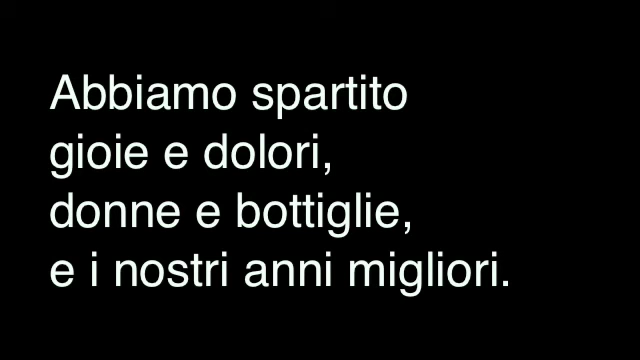 Abbiamo spartito
gioie e dolori,
donne e bottiglie,
e i nostri anni migliori.